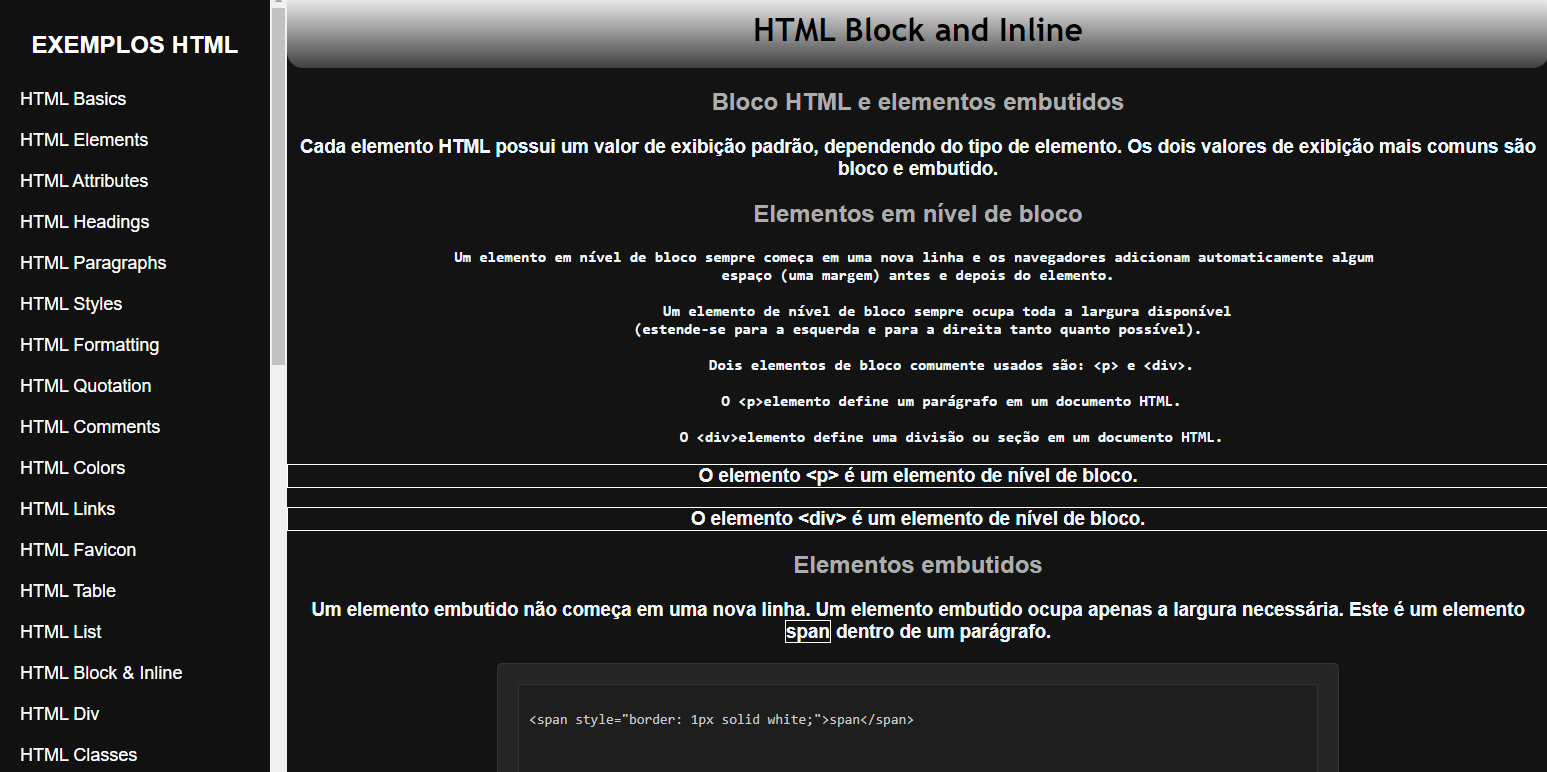 EXEMPLOS HTML
HTML Basics
HTML Elements
HTML Attributes
HTML Headings
HTML Paragraphs
HTML Styles
HTML Formatting
HTML Quotation
HTML Comments
HTML Colors
HTML Links
HTML Favicon
HTML Table
HTML List
HTML Block & Inline
HTML Div
HTML Classes
HTML Block and Inline
Bloco HTML e elementos embutidos
Cada elemento HTML possui um valor de exibição padrão, dependendo do tipo de elemento. Os dois valores de exibição mais comuns são
bloco e embutido.
Elementos em nível de bloco
Um elemento em nível de bloco sempre começa em uma nova linha e os navegadores adicionam automaticamente algum
espaço (uma margem) antes e depois do elemento.
Um elemento de nível de bloco sempre ocupa toda a largura disponível
(estende-se para a esquerda e para a direita tanto quanto possível).
Dois elementos de bloco comumente usados são: <p> e <div>.
O <p>elemento define um parágrafo em um documento HTML.
O <div>elemento define uma divisão ou seção em um documento HTML.
O elemento <p> é um elemento de nível de bloco.
O elemento <div> é um elemento de nível de bloco.
Elementos embutidos
Um elemento embutido não começa em uma nova linha. Um elemento embutido ocupa apenas a largura necessária. Este é um elemento
span dentro de um parágrafo.
<span style="border: 1px solid white;">span</span>